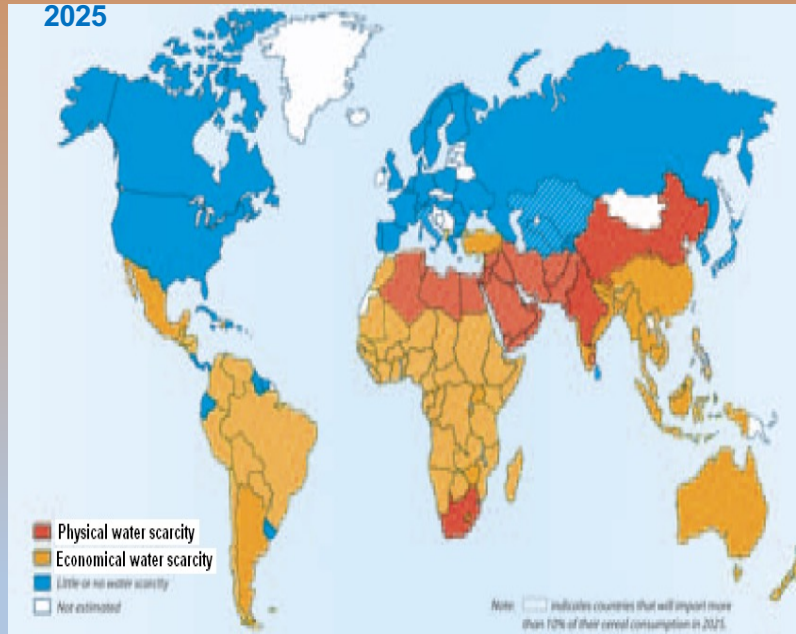 2025
Physical water scarcity
Economical water scarcity
Little or no water scarcity
Not estimated
Note: indicates countries that will import more
than 10% of their cereal consumption in 2025.